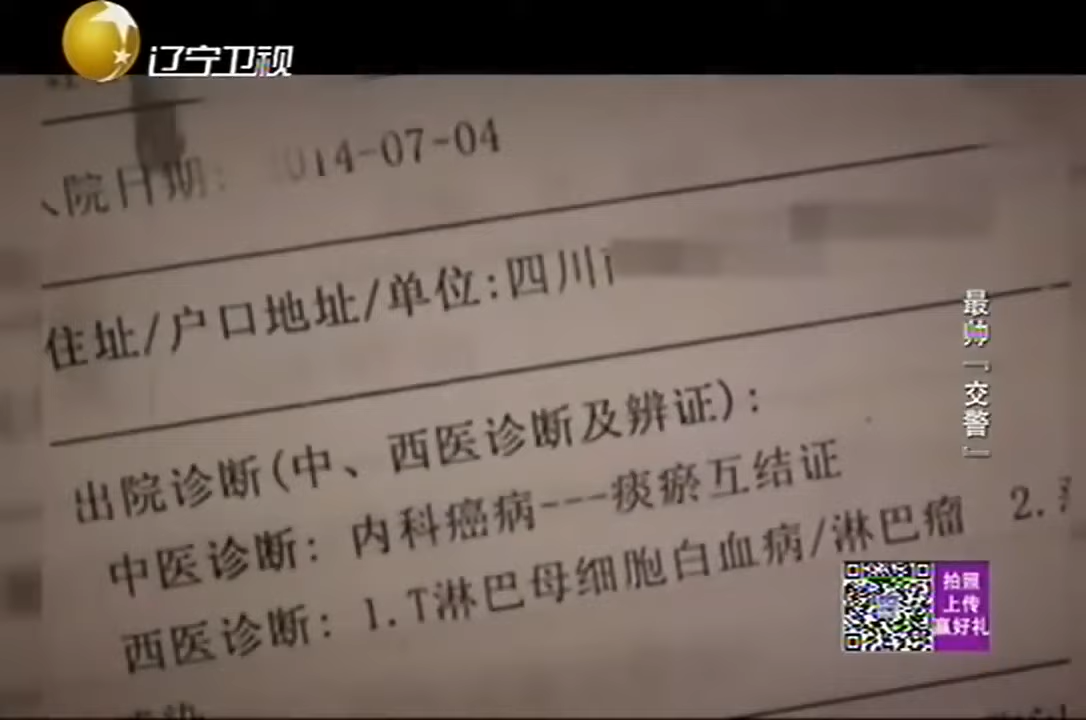 辽宁卫视
院日期: 2014-07-04
住址/户口地址/单位:四川
出院诊断(中、西医诊断及辨证):
中医诊断: 内科癌病---痰瘀互结证
西医诊断: 1.T淋巴母细胞白血病/淋巴瘤 2.
最帅「交警」
拍照
上传
赢好礼